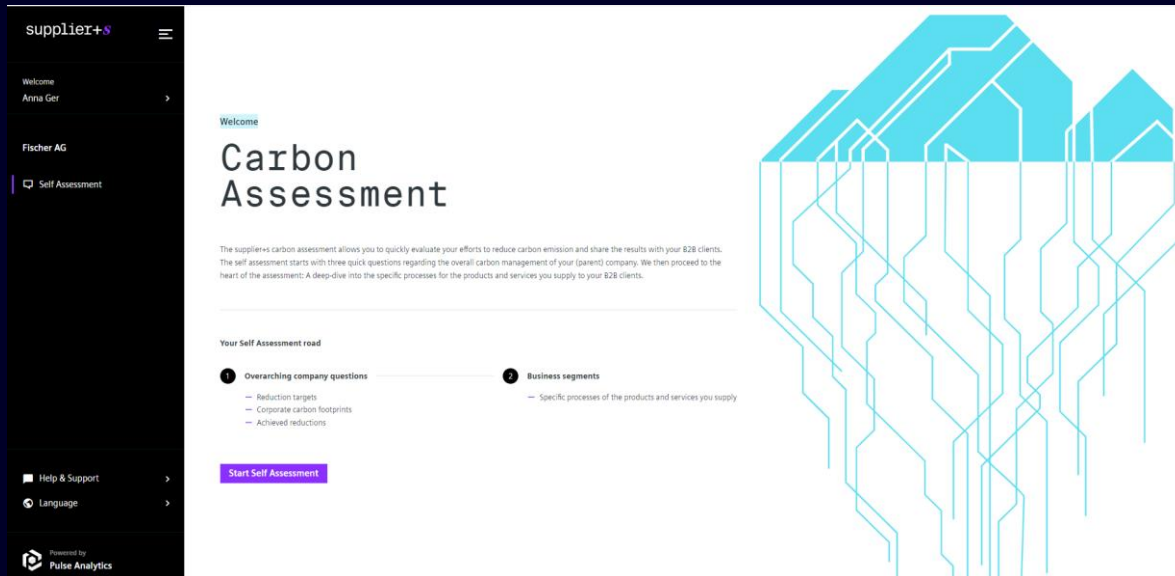 supplier+s
Welcome
Anna Ger
Fischer AG
Self Assessment
Help & Support
Language
Powered by
Pulse Analytics
Welcome
Carbon
Assessment
The supplier+s carbon assessment allows you to quickly evaluate your efforts to reduce carbon emission and share the results with your B2B clients.
The self assessment starts with three quick questions regarding the overall carbon management of your (parent) company. We then proceed to the
heart of the assessment: A deep-dive into the specific processes for the products and services you supply to your B2B clients.
Your Self Assessment road
1 Overarching company questions
— Reduction targets
— Corporate carbon footprints
— Achieved reductions
2 Business segments
— Specific processes of the products and services you supply
Start Self Assessment